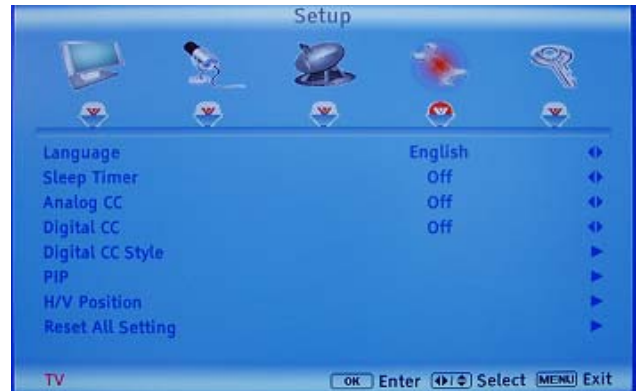 Setup
Language English
Sleep Timer Off
Analog CC Off
Digital CC Off
Digital CC Style
PIP
H/V Position
Reset All Setting
TV OK Enter Select MENU Exit